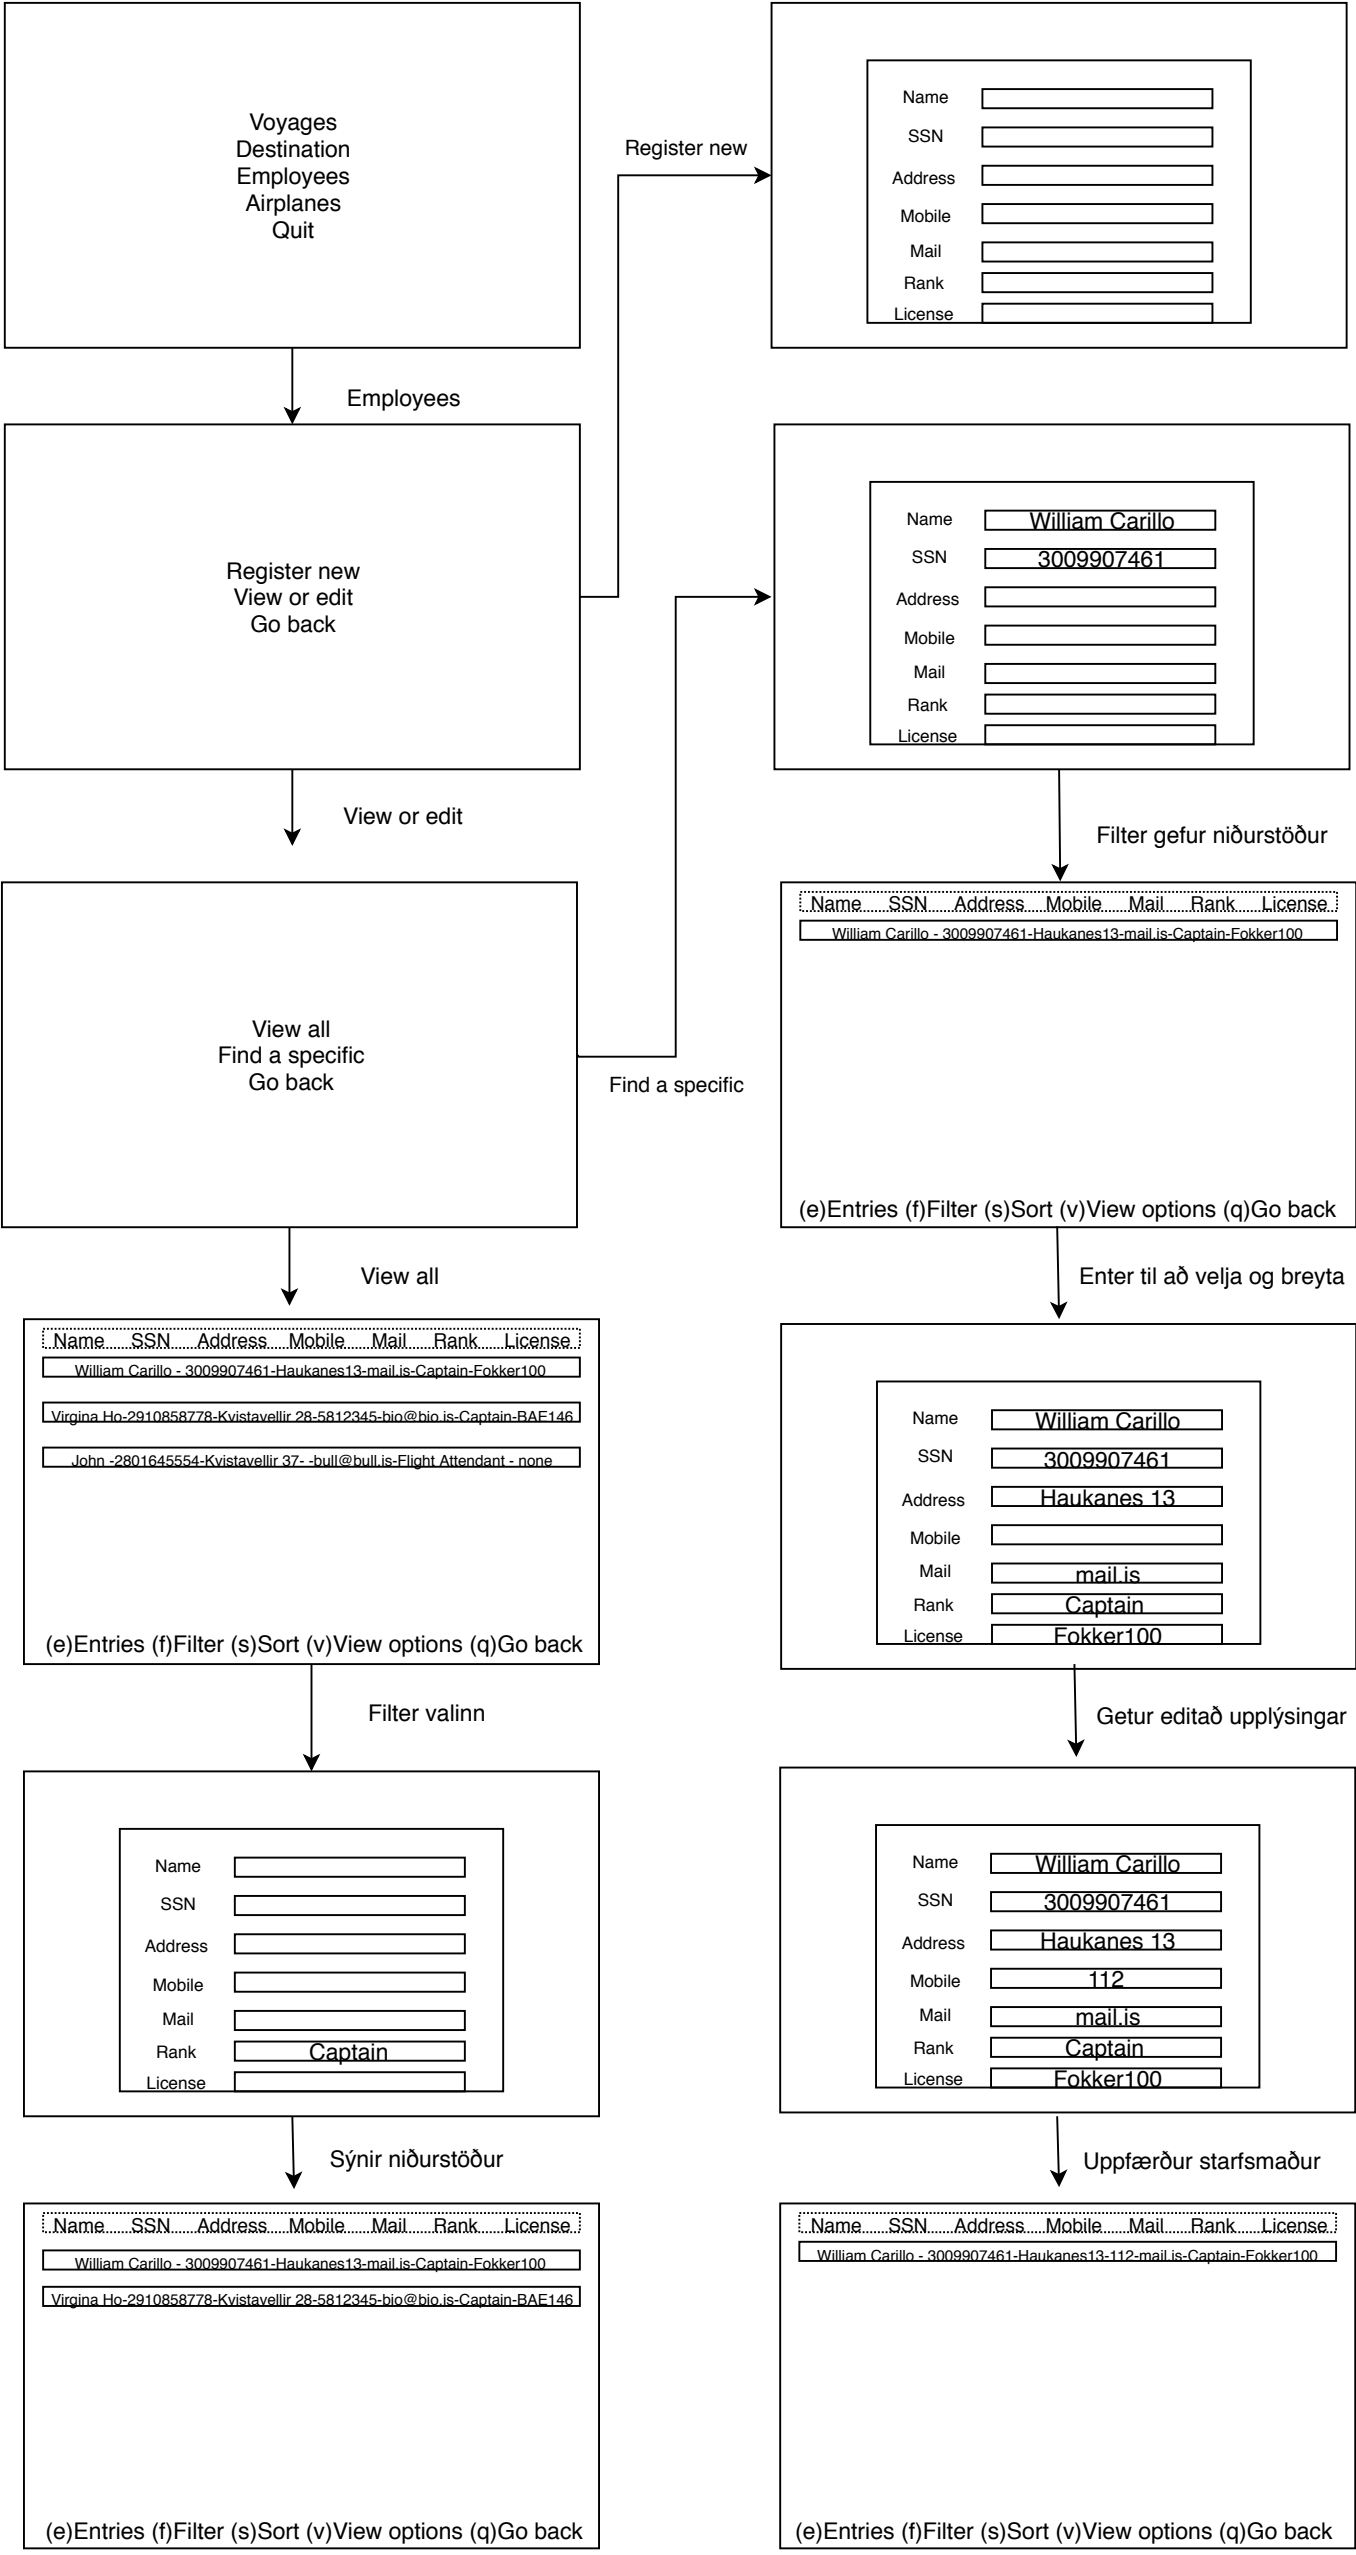 Voyages
Destination
Employees
Airplanes
Quit
Register new
Name
SSN
Address
Mobile
Mail
Rank
License
Employees
Register new
View or edit
Go back
Name William Carillo
SSN 3009907461
Address
Mobile
Mail
Rank
License
View or edit
Filter gefur niðurstöður
View all
Find a specific
Go back
Find a specific
Name SSN Address Mobile Mail Rank License
William Carillo - 3009907461-Haukanes13-mail.is-Captain-Fokker100
(e)Entries (f)Filter (s)Sort (v)View options (q)Go back
View all
Enter til að velja og breyta
Name SSN Address Mobile Mail Rank License
William Carillo - 3009907461-Haukanes13-mail.is-Captain-Fokker100
Virgina Ho-2910858778-Kvistavellir 28-5812345-bio@bio.is-Captain-BAE146
John -2801645554-Kvistavellir 37- -bull@bull.is-Flight Attendant - none
(e)Entries (f)Filter (s)Sort (v)View options (q)Go back
Name William Carillo
SSN 3009907461
Address Haukanes 13
Mobile
Mail mail.is
Rank Captain
License Fokker100
Filter valinn
Getur editað upplýsingar
Name
SSN
Address
Mobile
Mail
Rank Captain
License
Name William Carillo
SSN 3009907461
Address Haukanes 13
Mobile 112
Mail mail.is
Rank Captain
License Fokker100
Sýnir niðurstöður
Uppfærður starfsmaður
Name SSN Address Mobile Mail Rank License
William Carillo - 3009907461-Haukanes13-mail.is-Captain-Fokker100
Virgina Ho-2910858778-Kvistavellir 28-5812345-bio@bio.is-Captain-BAE146
(e)Entries (f)Filter (s)Sort (v)View options (q)Go back
Name SSN Address Mobile Mail Rank License
William Carillo - 3009907461-Haukanes13-112-mail.is-Captain-Fokker100
(e)Entries (f)Filter (s)Sort (v)View options (q)Go back